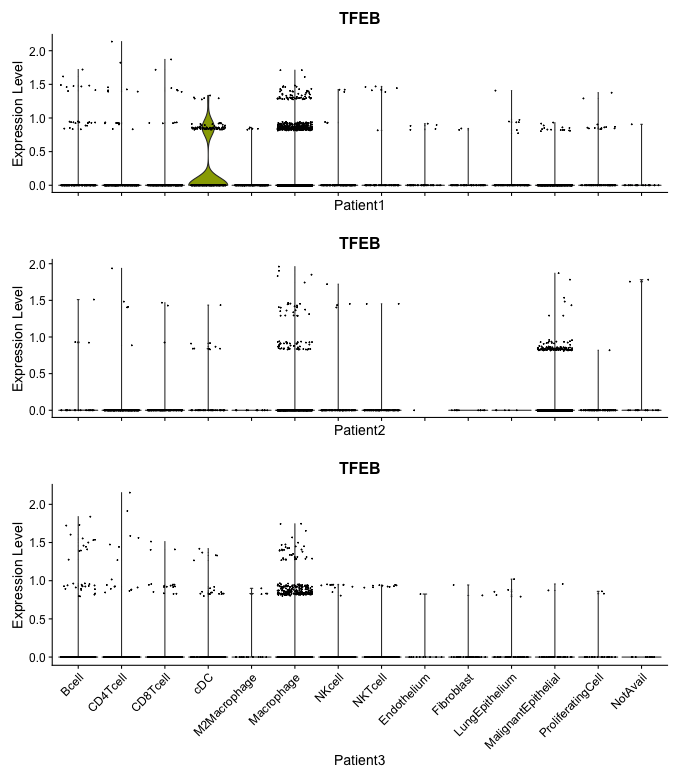 TFEB
Expression Level
2.0
1.5
1.0
0.5
0.0
Patient1
TFEB
Expression Level
2.0
1.5
1.0
0.5
0.0
Patient2
TFEB
Expression Level
2.0
1.5
1.0
0.5
0.0
Bcell
CD4Tcell
CD8Tcell
cDC
M2Macrophage
Macrophage
NKcell
NKTcell
Endothelium
Fibroblast
LungEpithelium
MalignantEpithelial
ProliferatingCell
NotAvail
Patient3